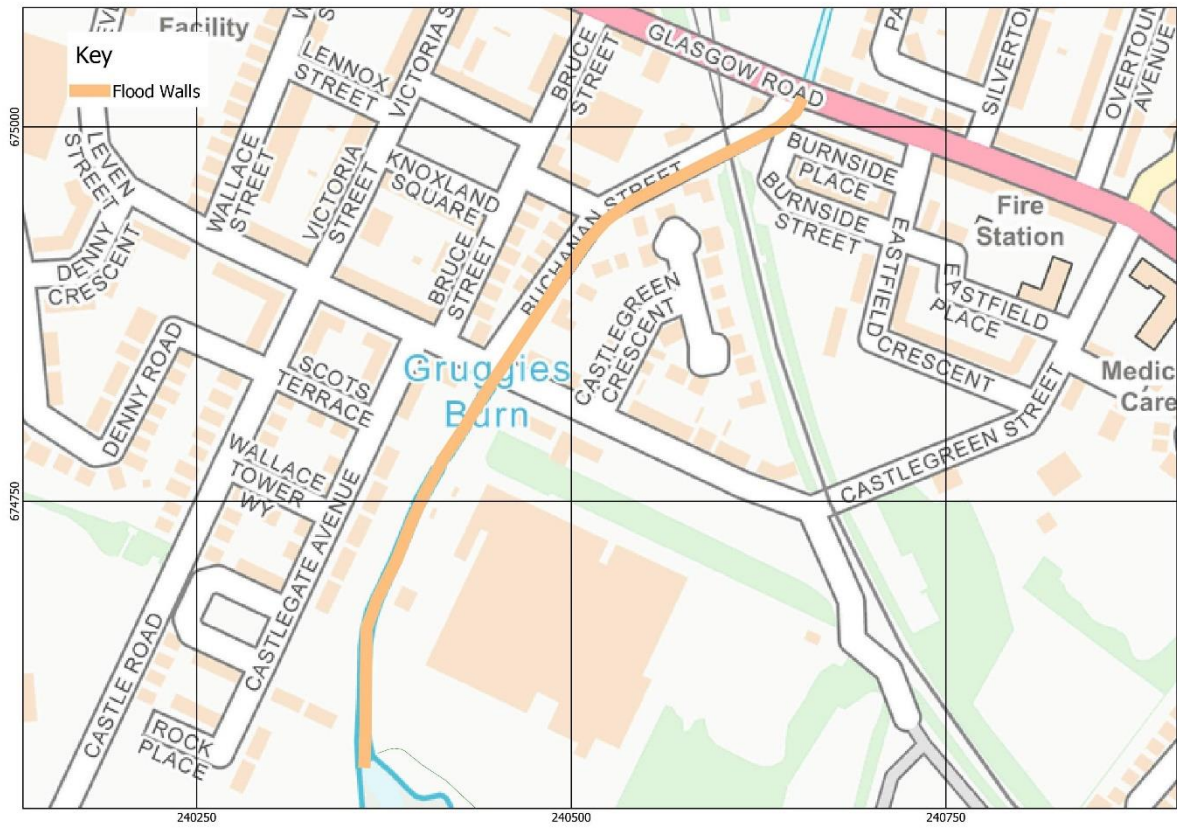 Facility
Key
Flood Walls
LENNOX
STREET
VICTORIA S
BRUCE
STREET
GLASGOW ROAD
PA
SILVERTO
OVERTOUN
AVENUE
675000
LEVEN
STREET
WALLACE
STREET
VICTORIA
STREET
KNOXLAND
SQUARE
BUCHANAN STREET
BURNSIDE
PLACE
BURNSIDE
STREET
Fire
Station
DENNY
CRESCENT
BRUCE
STREET
CASTLEGREEN
CRESCENT
EASTFIELD
CRESCENT
EASTFIELD
PLACE
DENNY ROAD
SCOTS
TERRACE
Gruggies
Burn
Medic
Care
WALLACE
TOWER
WY
CASTLEGATE AVENUE
CASTLEGREEN STREET
674750
CASTLE ROAD
ROCK
PLACE
240250
240500
240750